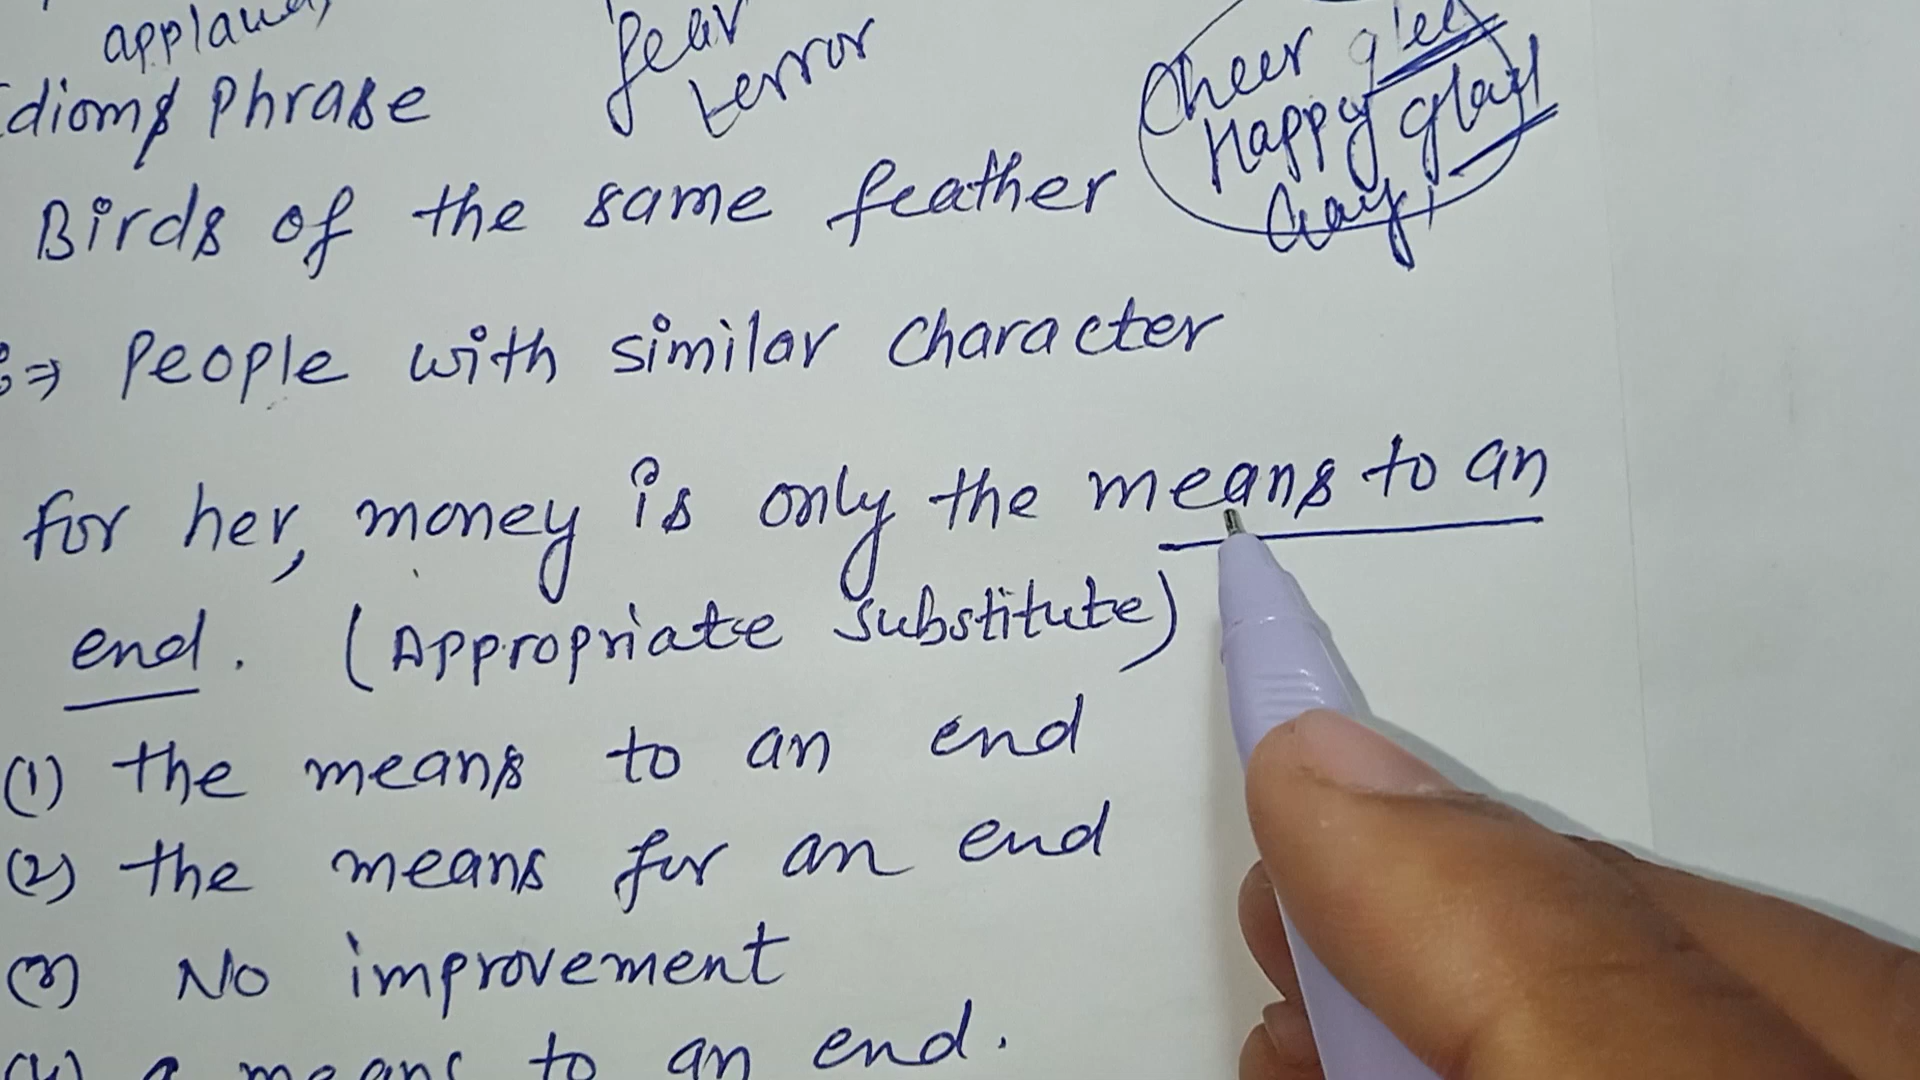 applaud,
fear
terror
Cheer glee
Happy glad
Gay,
Idioms Phrase
Birds of the same feather
⇒ People with similar character
for her, money is only the means to an
end. (Appropriate Substitute)
(1) the means to an end
(2) the means for an end
(3) No improvement
(4) a means to an end.